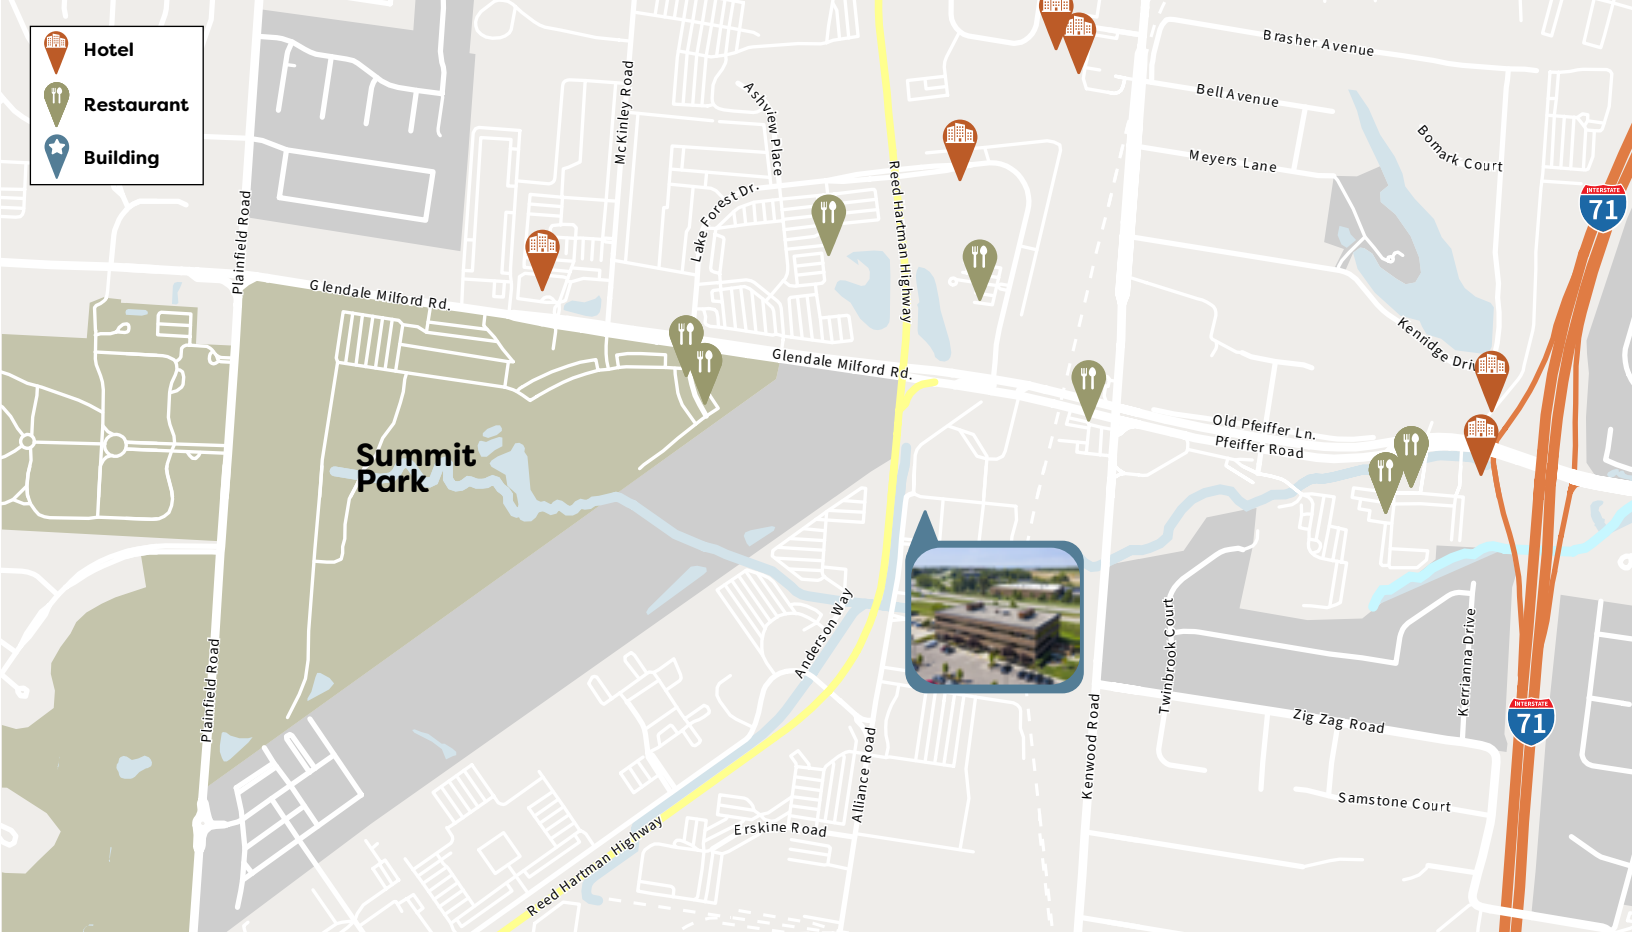 Hotel
Restaurant
Building
Brasher Avenue
Bell Avenue
Meyers Lane
Bomark Court
McKinley Road
Ashview Place
Lake Forest Dr.
Plainfield Road
Reed Hartman Highway
INTERSTATE
71
Glendale Milford Rd.
Glendale Milford Rd.
Kenridge Driv
Old Pfeiffer Ln.
Pfeiffer Road
Summit
Park
Anderson Way
Plainfield Road
Twinbrook Court
Kerrianna Drive
Kenwood Road
Zig Zag Road
INTERSTATE
71
Alliance Road
Samstone Court
Erskine Road
Reed Hartman Highway